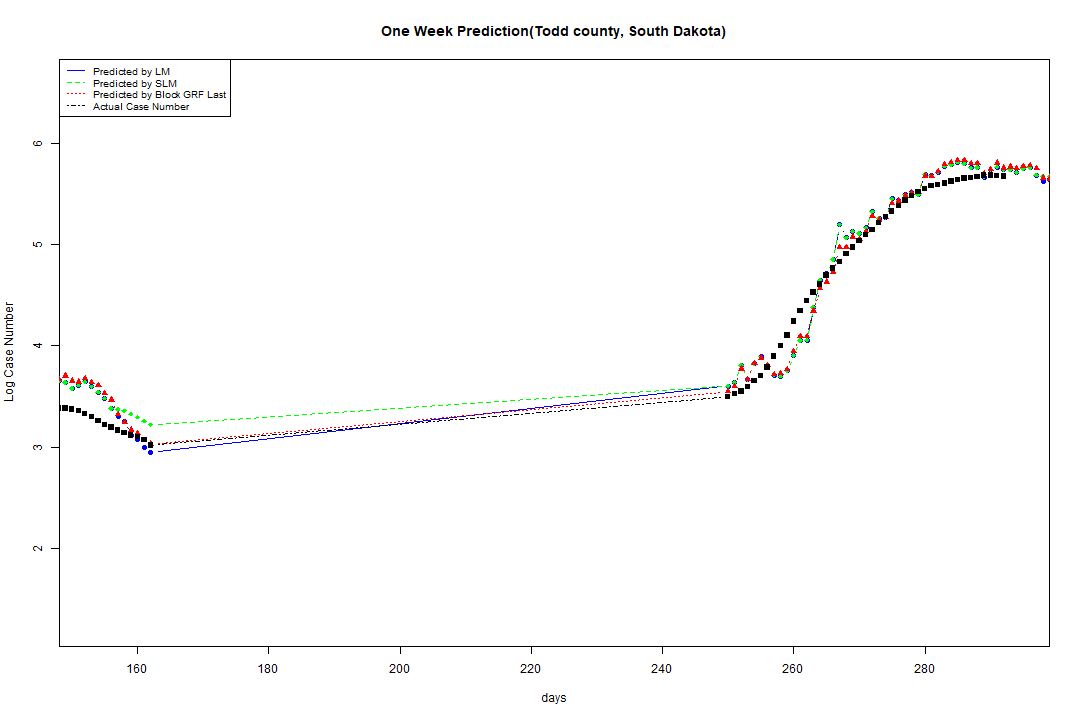 One Week Prediction(Todd county, South Dakota)
Predicted by LM
Predicted by SLM
Predicted by Block GRF Last
Actual Case Number
6
5
4
3
2
Log Case Number
160 180 200 220 240 260 280
days